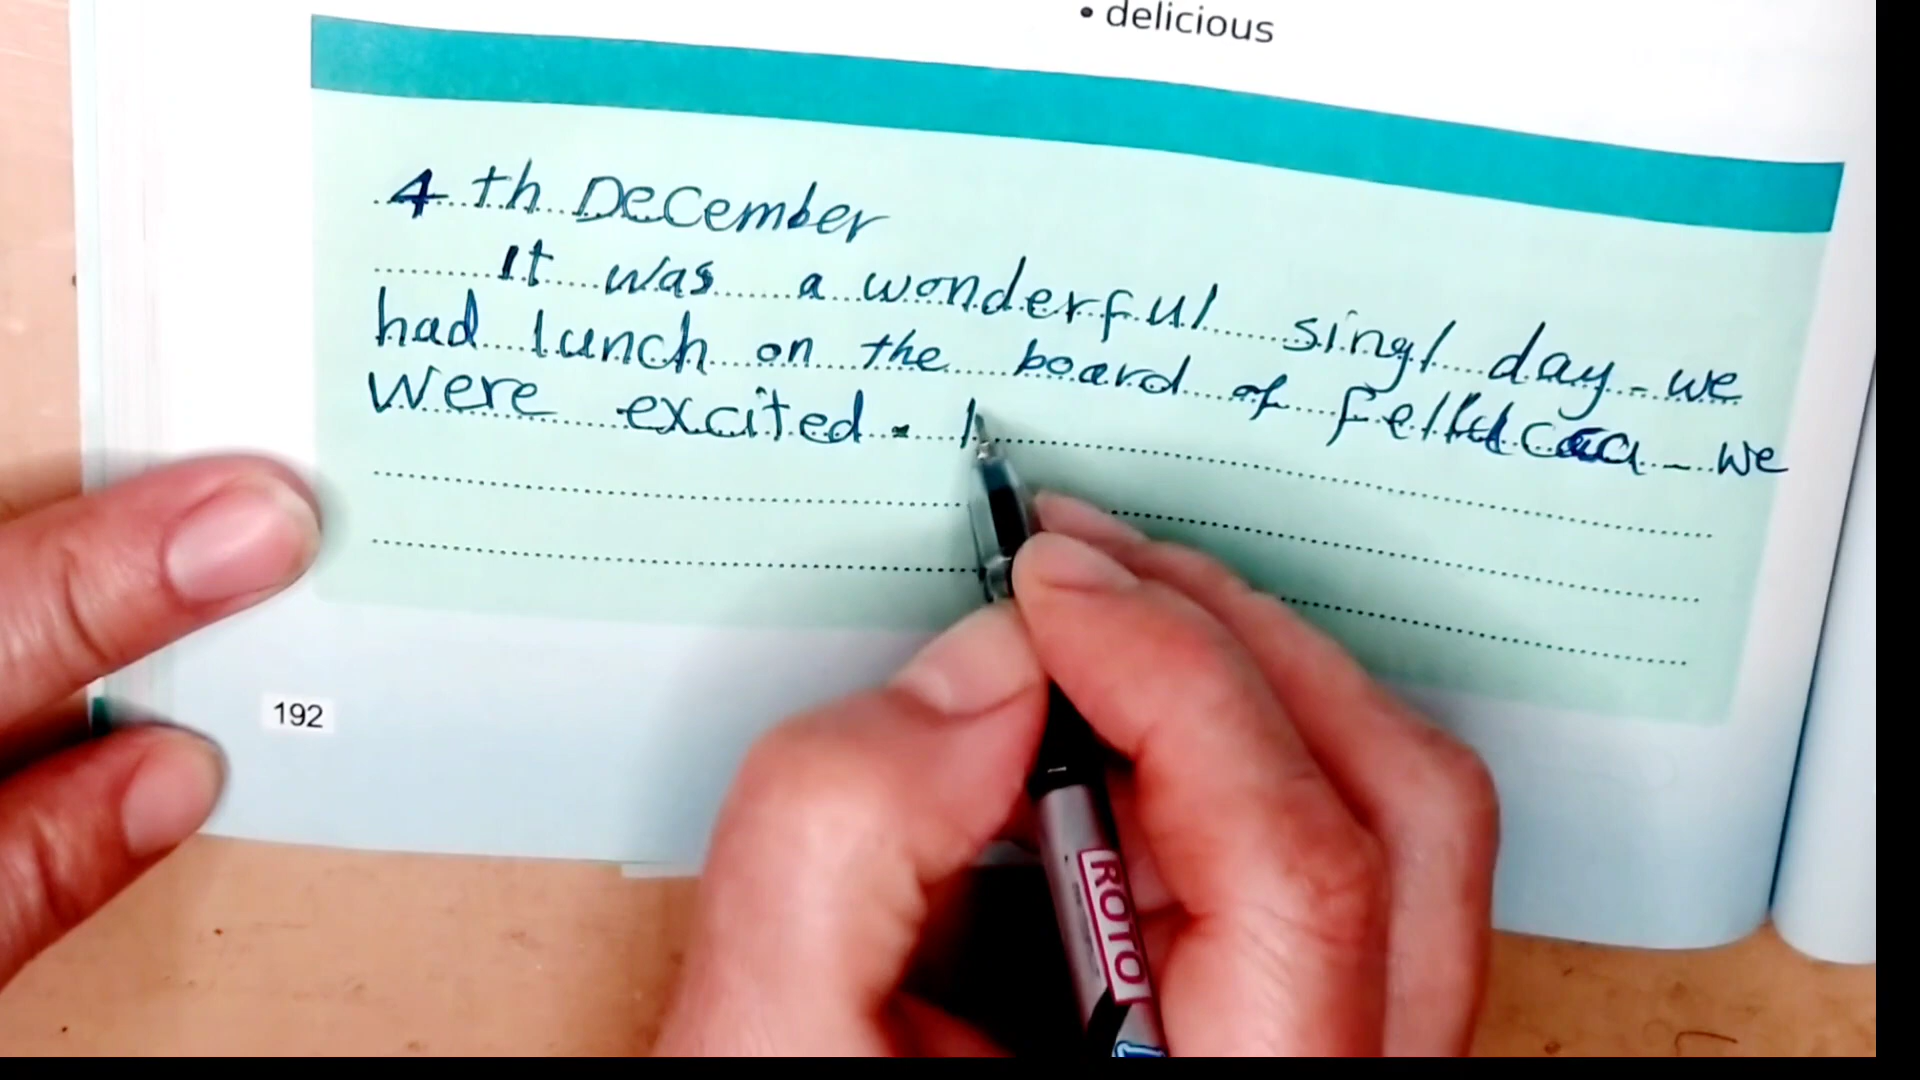 • delicious
4 th December
It was a wonderful singl day - we
had lunch on the board of - we
were excited -
192
ROTO